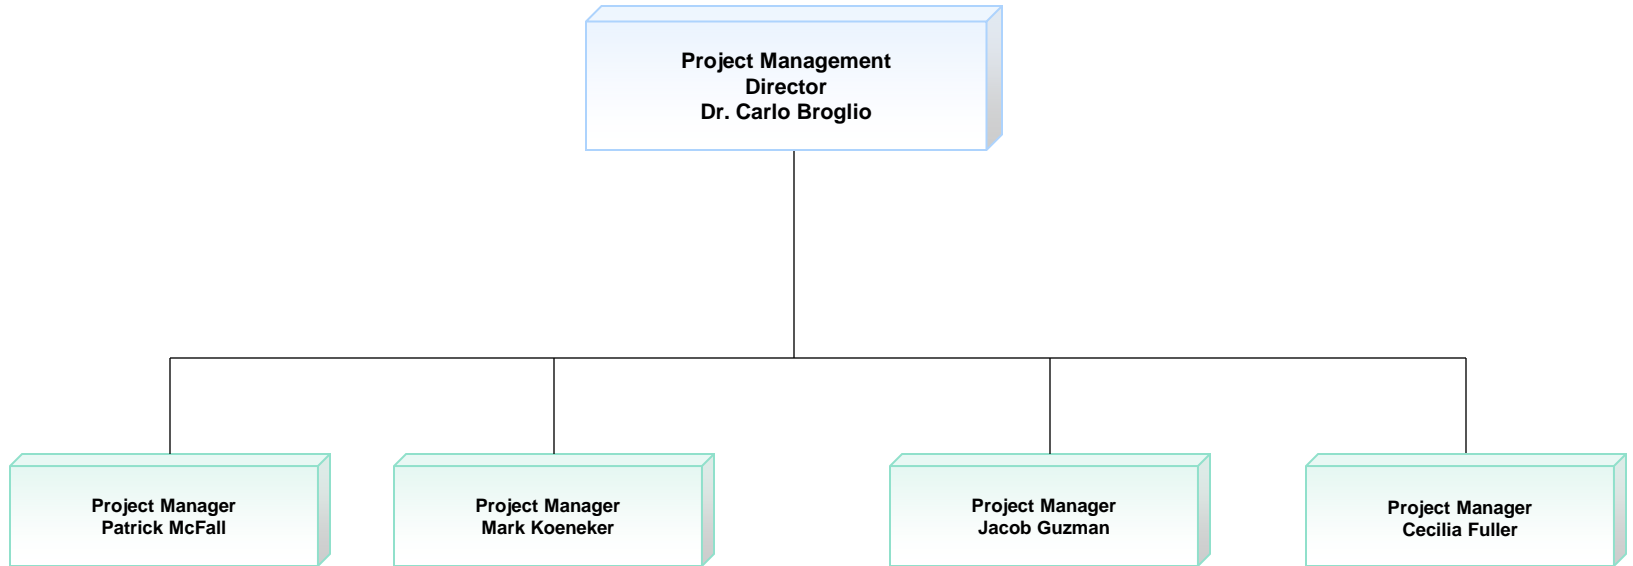 Project Management
Director
Dr. Carlo Broglio
Project Manager
Patrick McFall
Project Manager
Mark Koeneker
Project Manager
Jacob Guzman
Project Manager
Cecilia Fuller